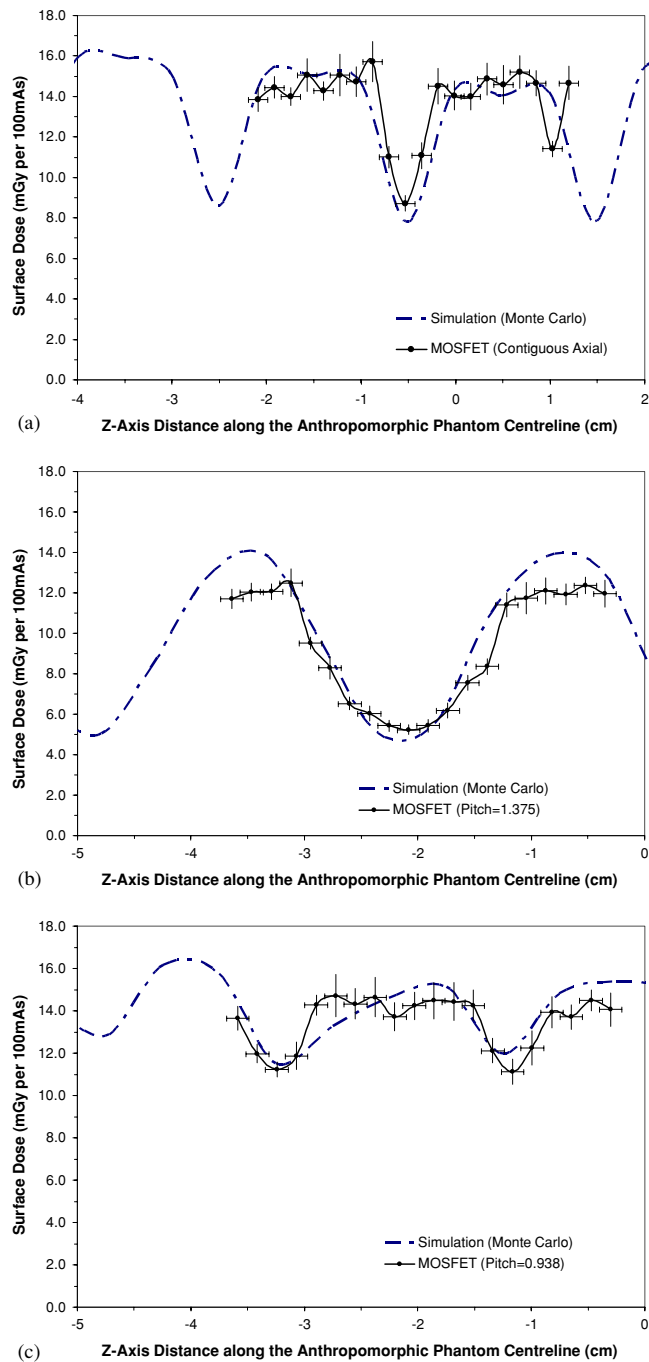 18.0
16.0
14.0
12.0
10.0
8.0
6.0
4.0
2.0
0.0
Surface Dose (mGy per 100mAs)
Simulation (Monte Carlo)
MOSFET (Contiguous Axial)
-4 -3 -2 -1 0 1 2
(a) Z-Axis Distance along the Anthropomorphic Phantom Centreline (cm)
18.0
16.0
14.0
12.0
10.0
8.0
6.0
4.0
2.0
0.0
Surface Dose (mGy per 100mAs)
Simulation (Monte Carlo)
MOSFET (Pitch=1.375)
-5 -4 -3 -2 -1 0
(b) Z-Axis Distance along the Anthropomorphic Phantom Centreline (cm)
18.0
16.0
14.0
12.0
10.0
8.0
6.0
4.0
2.0
0.0
Surface Dose (mGy per 100mAs)
Simulation (Monte Carlo)
MOSFET (Pitch=0.938)
-5 -4 -3 -2 -1 0
(c) Z-Axis Distance along the Anthropomorphic Phantom Centreline (cm)